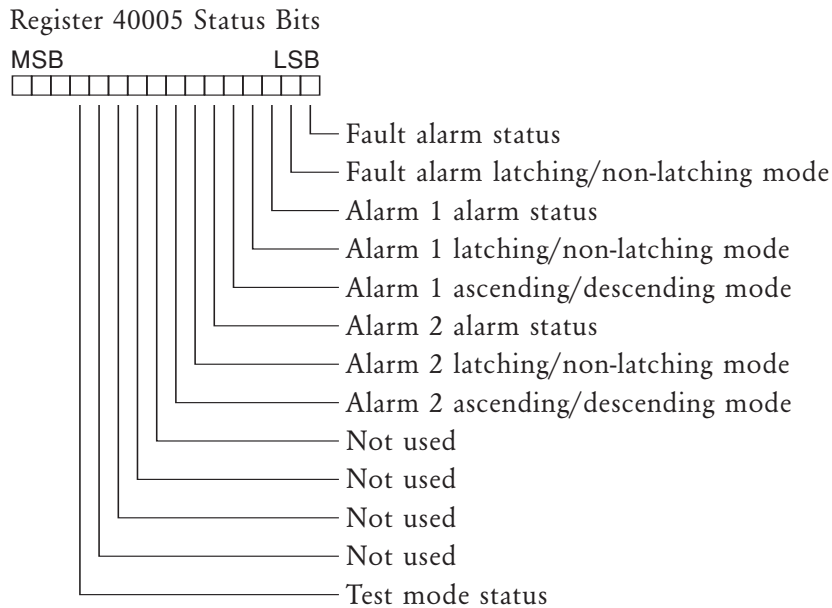 Register 40005 Status Bits
MSB LSB
Fault alarm status
Fault alarm latching/non-latching mode
Alarm 1 alarm status
Alarm 1 latching/non-latching mode
Alarm 1 ascending/descending mode
Alarm 2 alarm status
Alarm 2 latching/non-latching mode
Alarm 2 ascending/descending mode
Not used
Not used
Not used
Not used
Test mode status